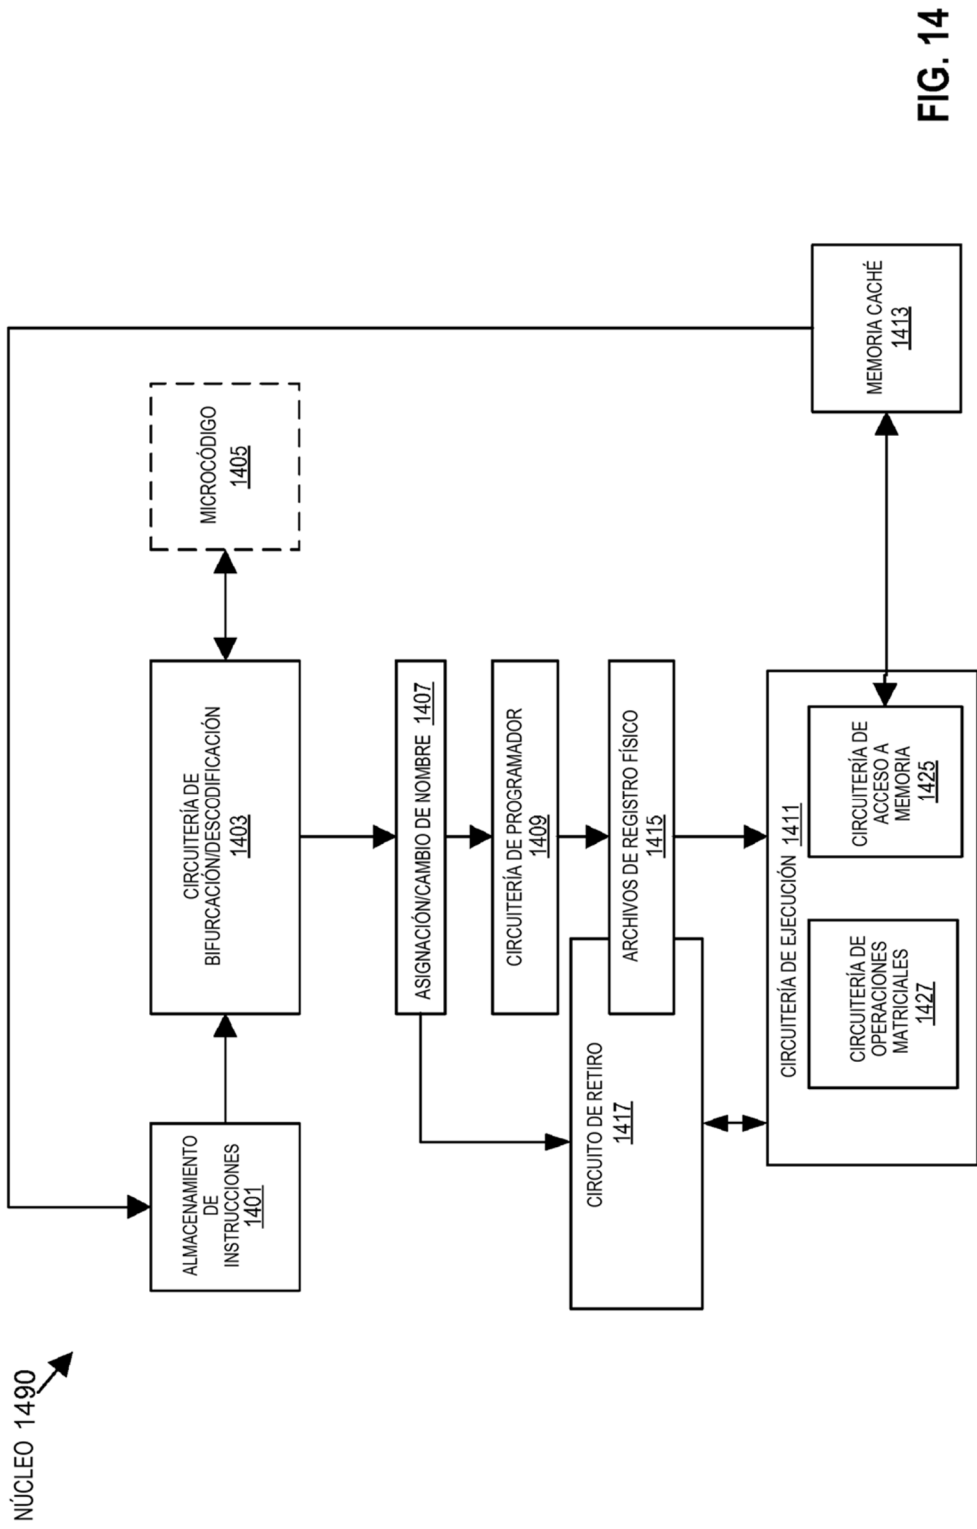 NÚCLEO 1490
ALMACENAMIENTO
DE
INSTRUCCIONES
1401
CIRCUITERÍA DE
BIFURCACIÓN/DESCODIFICACIÓN
1403
MICROCÓDIGO
1405
ASIGNACIÓN/CAMBIO DE NOMBRE 1407
CIRCUITERÍA DE PROGRAMADOR
1409
CIRCUITO DE RETIRO
1417
ARCHIVOS DE REGISTRO FÍSICO
1415
CIRCUITERÍA DE EJECUCIÓN 1411
CIRCUITERÍA DE
OPERACIONES
MATRICIALES
1427
CIRCUITERÍA DE
ACCESO A
MEMORIA
1425
MEMORIA CACHÉ
1413
FIG. 14